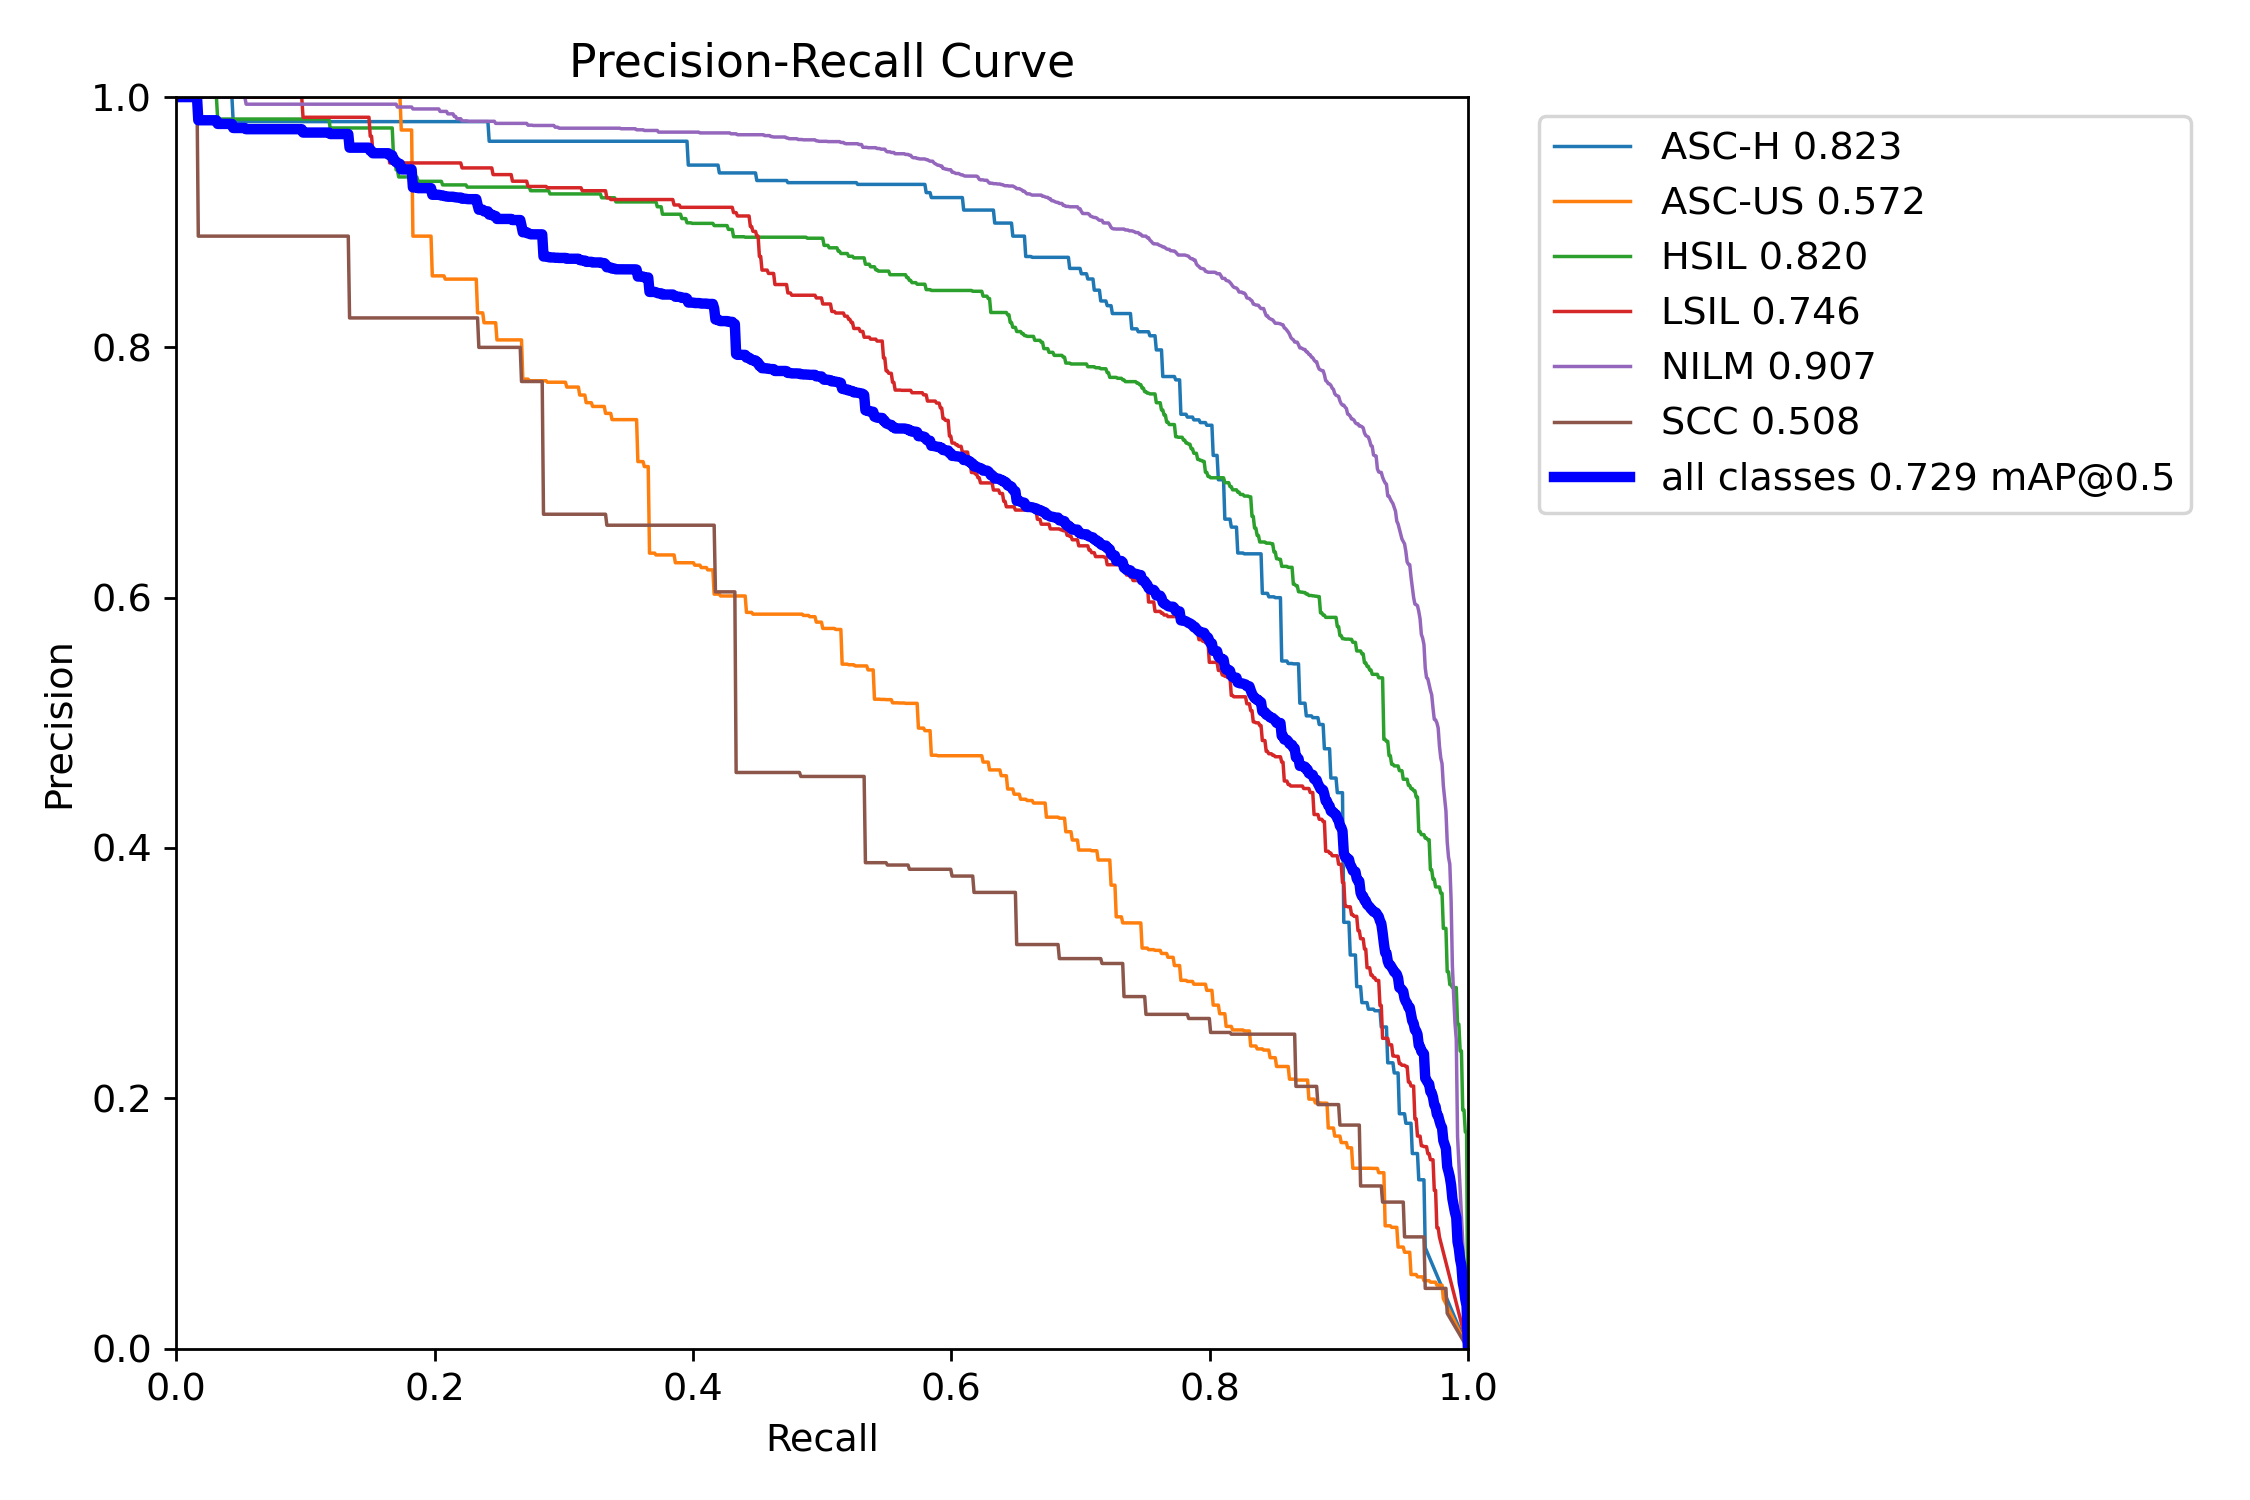 Precision-Recall Curve
1.0
0.8
0.6
0.4
0.2
0.0
Precision
0.0 0.2 0.4 0.6 0.8 1.0
Recall
ASC-H 0.823
ASC-US 0.572
HSIL 0.820
LSIL 0.746
NILM 0.907
SCC 0.508
all classes 0.729 mAP@0.5